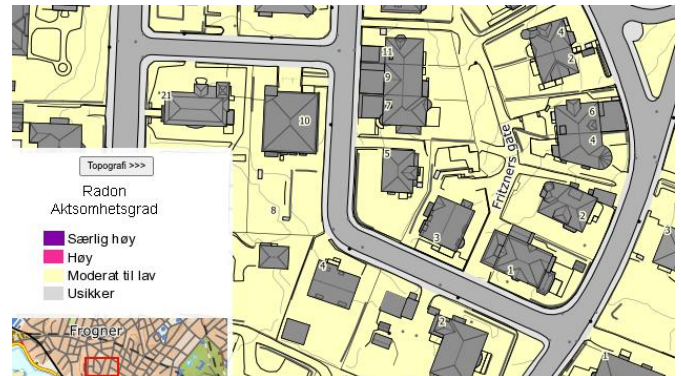 4
2
11
9
7
21
10
6
4
5
8
3
2
3
1
4
2
1
Fritzners gate
Topografi >>>
Radon
Aktsomhetsgrad
Særlig høy
Høy
Moderat til lav
Usikker
Frogner